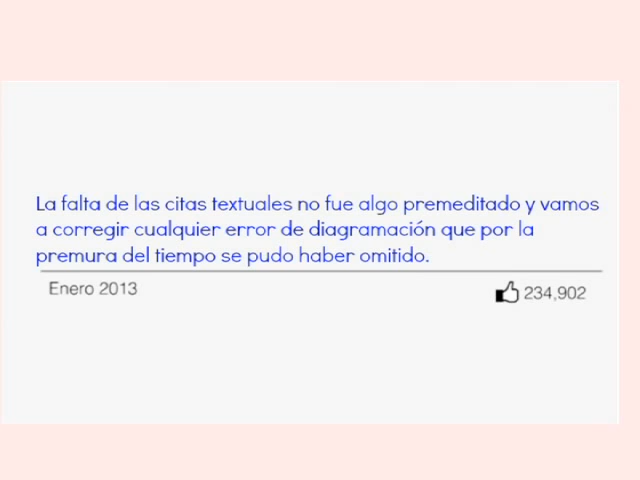 La falta de las citas textuales no fue algo premeditado y vamos
a corregir cualquier error de diagramación que por la
premura del tiempo se pudo haber omitido.
Enero 2013
234,902